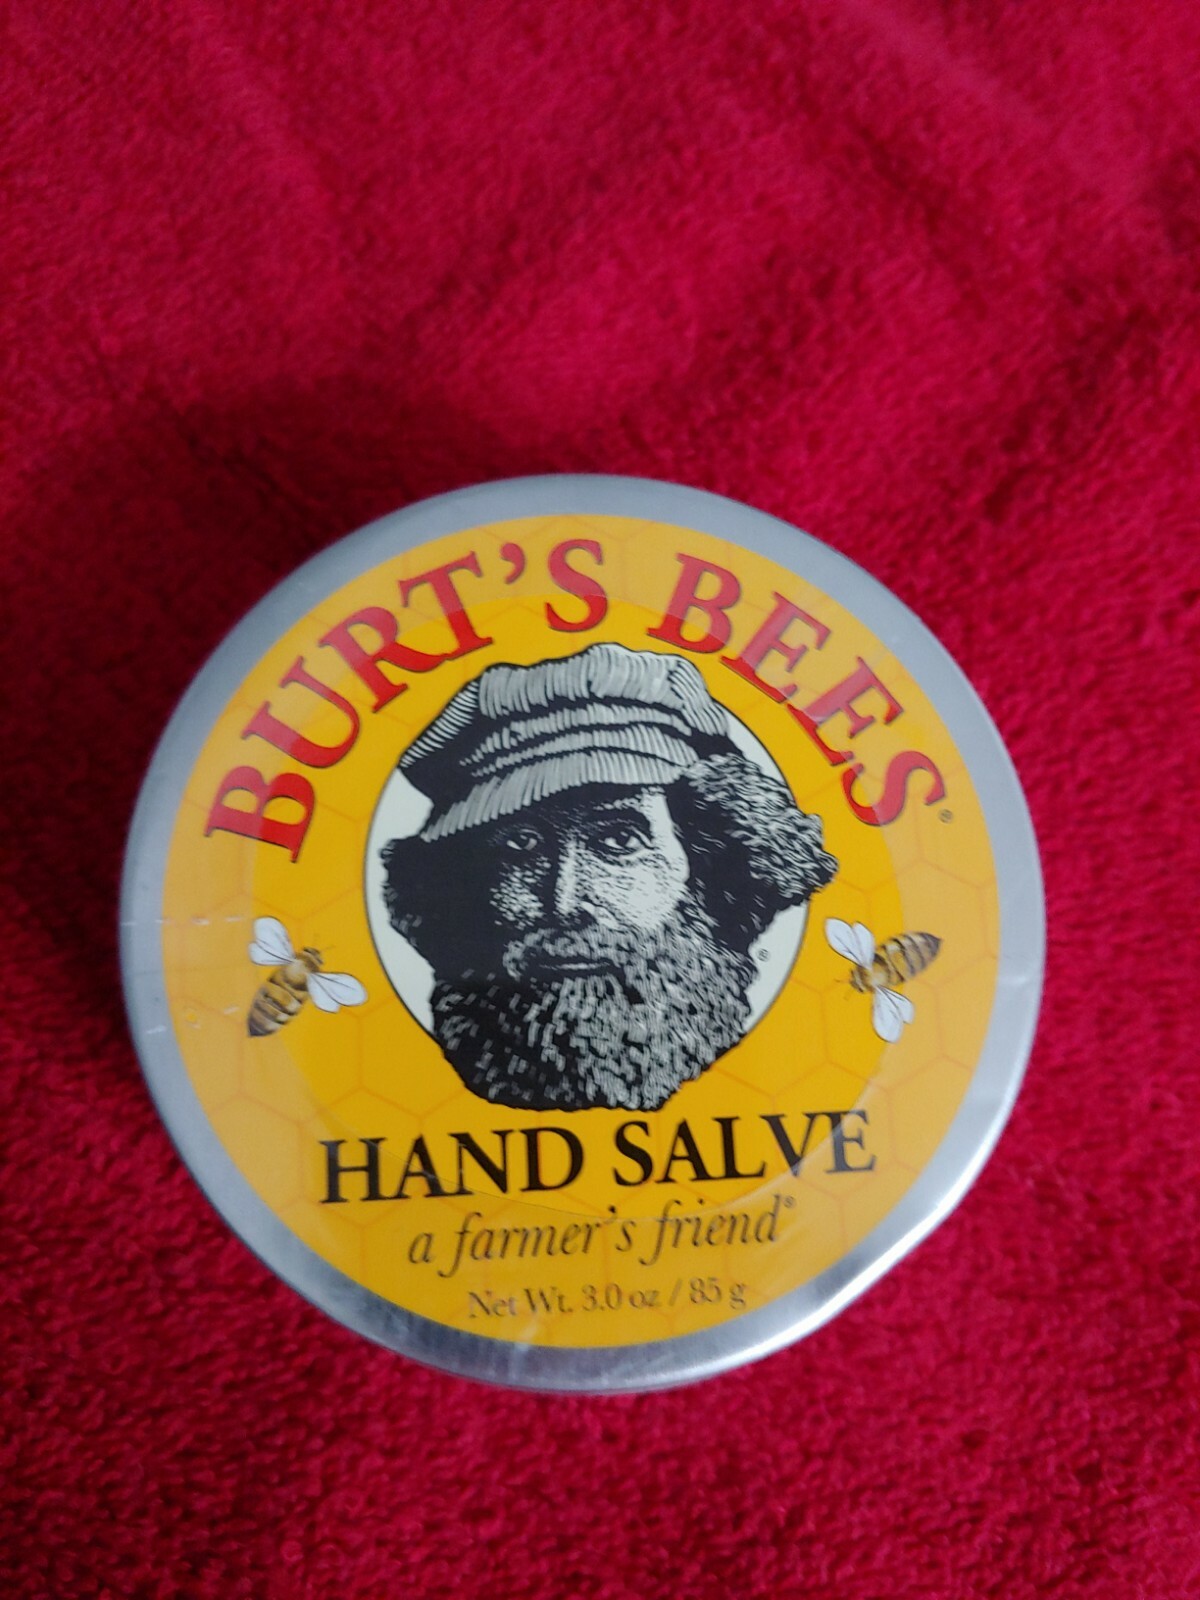 BURT'S BEES®
®
HAND SALVE
a farmer's friend®
Net Wt. 3.0 oz / 85 g